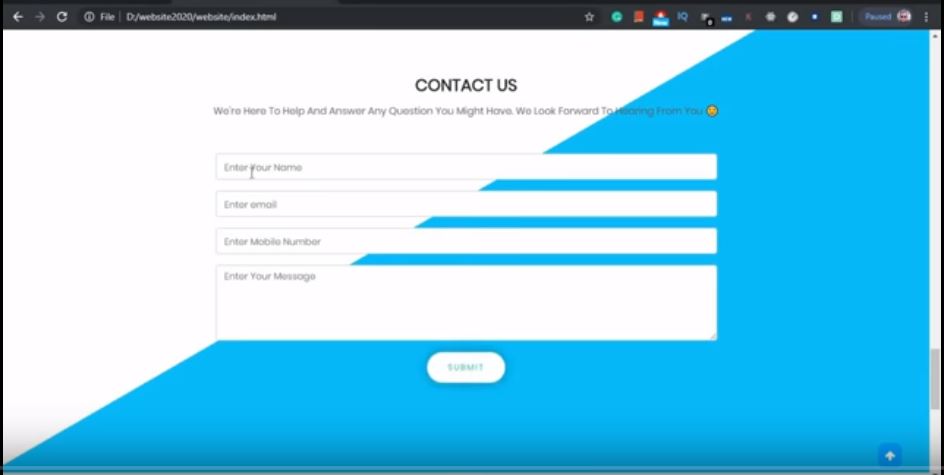 File | D:/website2020/website/index.html
IQ
Paused
CONTACT US
We're Here To Help And Answer Any Question You Might Have. We Look Forward To Hearing From You
Enter Your Name
Enter email
Enter Mobile Number
Enter Your Message
SUBMIT